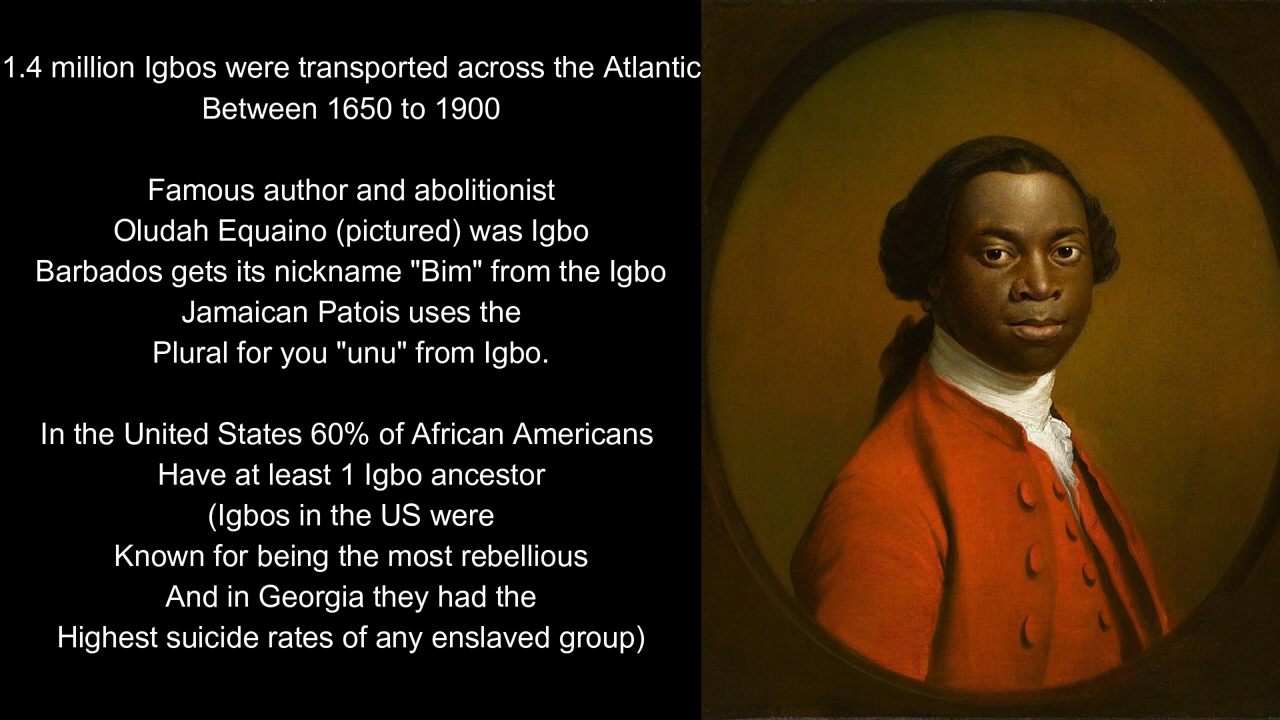 1.4 million Igbos were transported across the Atlantic
Between 1650 to 1900
Famous author and abolitionist
Oludah Equaino (pictured) was Igbo
Barbados gets its nickname "Bim" from the Igbo
Jamaican Patois uses the
Plural for you "unu" from Igbo.
In the United States 60% of African Americans
Have at least 1 Igbo ancestor
(Igbos in the US were
Known for being the most rebellious
And in Georgia they had the
Highest suicide rates of any enslaved group)